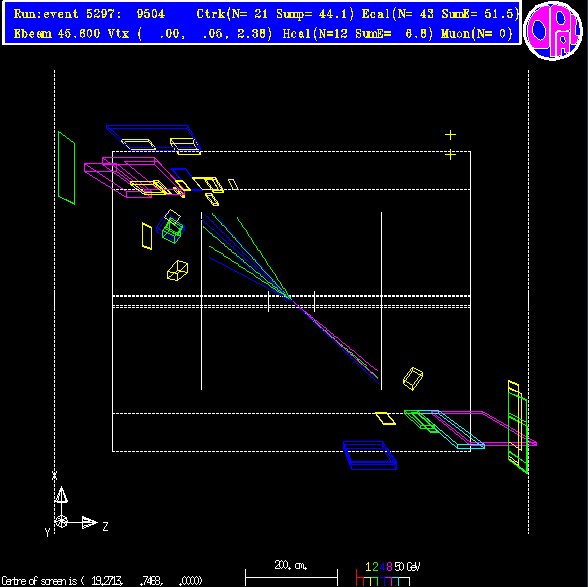 Run:event 5297: 9504 Ctrk(N= 21 Sump= 44.1) Ecal(N= 43 SumE= 51.5)
Ebeam 45.600 Vtx ( .00, .05, 2.38) Hcal(N=12 SumE= 6.8) Muon(N= 0)
OPAL
X
Y
Z
200. cm.
1 2 4 8 50 GeV
Centre of screen is ( 19.2713, .7468, .0000)